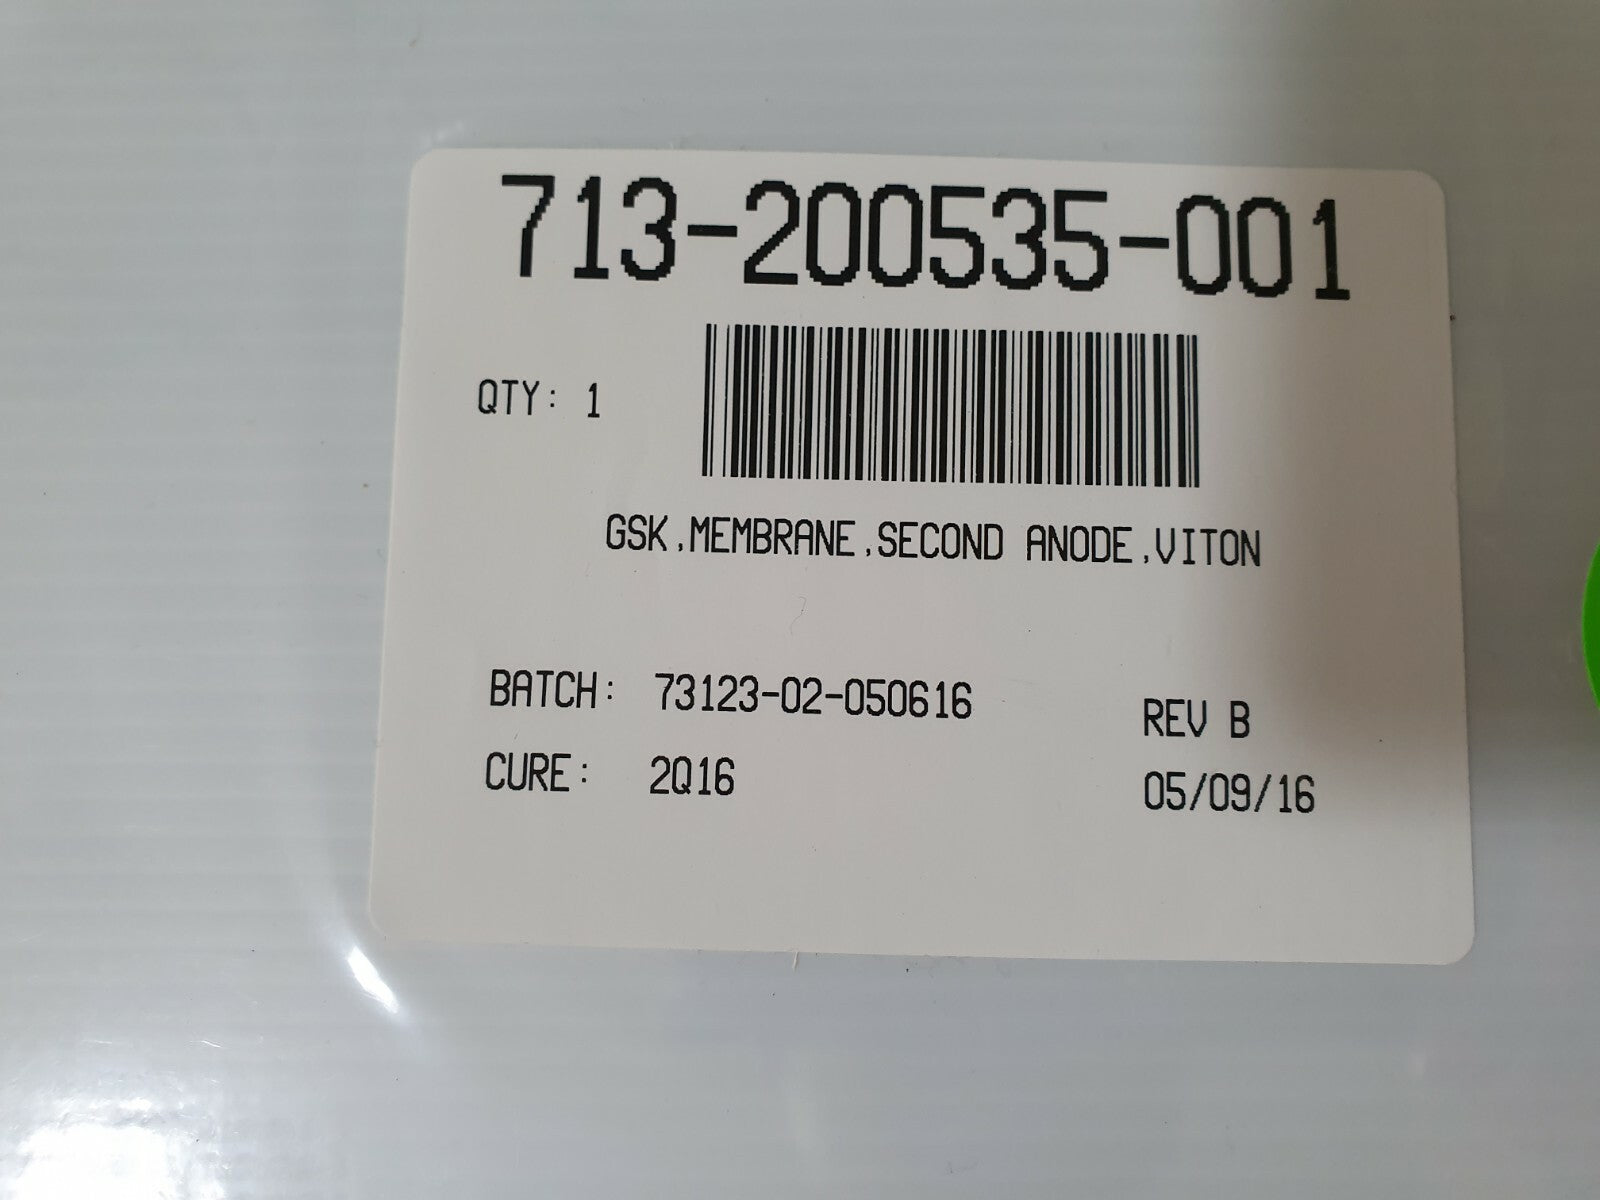 713-200535-001
QTY: 1
GSK,MEMBRANE,SECOND ANODE,VITON
BATCH: 73123-02-050616
REV B
CURE: 2Q16
05/09/16